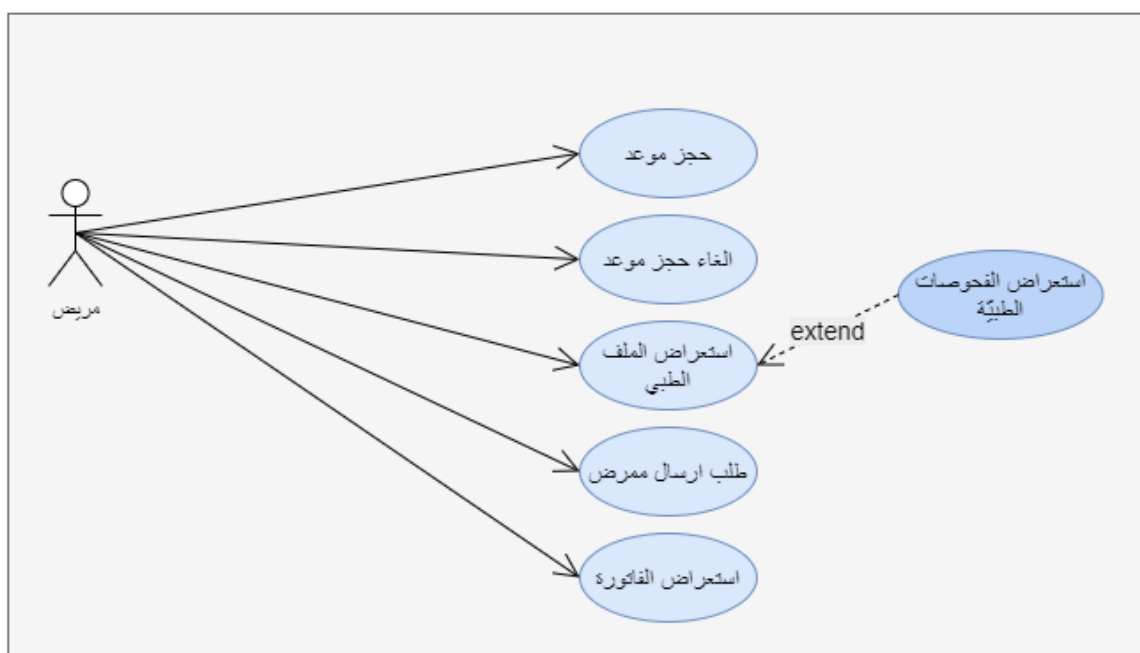 حجز موعد
الغاء حجز موعد
استعراض الفحوصات
الطبيّة
مريض
extend
استعراض الملف
الطبي
طلب ارسال ممرض
استعراض الفاتورة